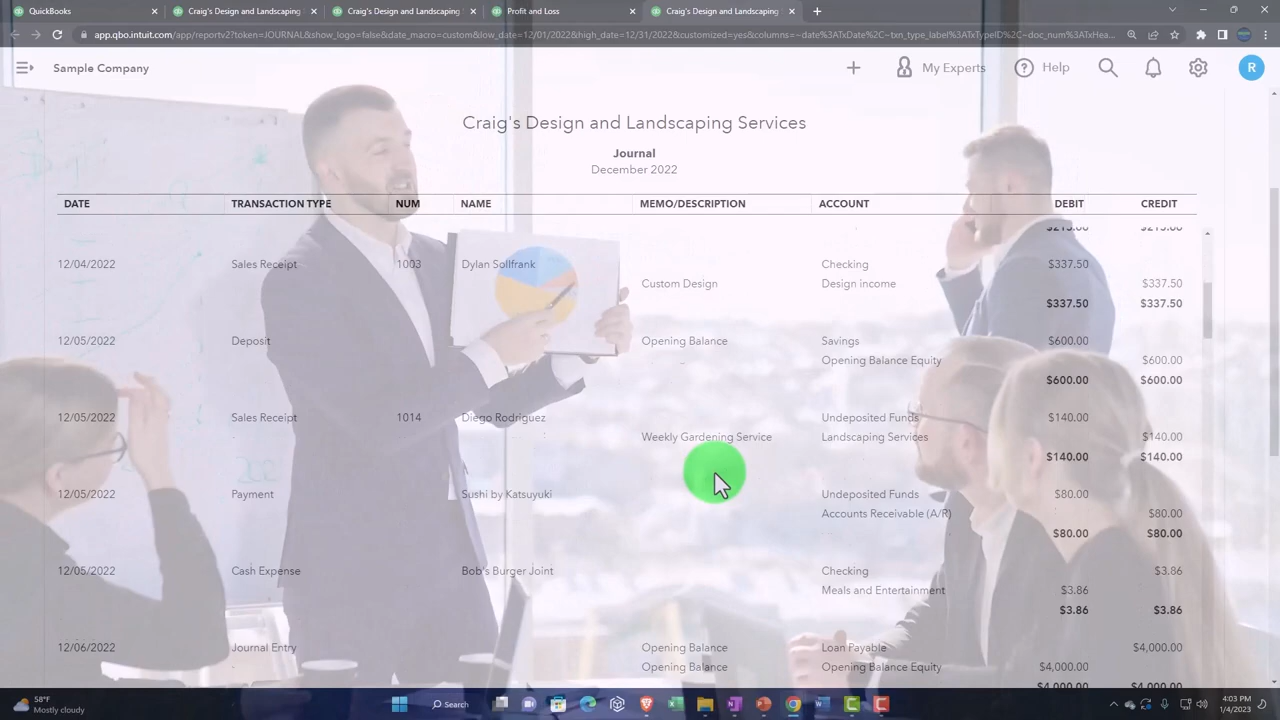 QuickBooks Craig's Design and Landscaping Craig's Design and Landscaping Profit and Loss Craig's Design and Landscaping
app.qbo.intuit.com/app/reportv2?token=JOURNAL&show_logo=false&date_macro=custom&low_date=12/01/2022&high_date=12/31/2022&customized=yes&columns=~date%3ATxDate%2C~txn_type_label%3ATxTypeID%2C~doc_num%3ATxHea...
Sample Company My Experts Help R
Craig's Design and Landscaping Services
Journal
December 2022
DATE TRANSACTION TYPE NUM NAME MEMO/DESCRIPTION ACCOUNT DEBIT CREDIT
12/04/2022 Sales Receipt 1003 Dylan Sollfrank Checking $337.50
Custom Design Design income $337.50
$337.50 $337.50
12/05/2022 Deposit Opening Balance Savings $600.00
Opening Balance Equity $600.00
$600.00 $600.00
12/05/2022 Sales Receipt 1014 Diego Rodriguez Undeposited Funds $140.00
Weekly Gardening Service Landscaping Services $140.00
$140.00 $140.00
12/05/2022 Payment Sushi by Katsuyuki Undeposited Funds $80.00
Accounts Receivable (A/R) $80.00
$80.00 $80.00
12/05/2022 Cash Expense Bob's Burger Joint Checking $3.86
Meals and Entertainment $3.86
$3.86 $3.86
12/06/2022 Journal Entry Opening Balance Loan Payable $4,000.00
Opening Balance Opening Balance Equity $4,000.00
$4,000.00 $4,000.00
58°F
Mostly cloudy
Search
4:03 PM
1/4/2023